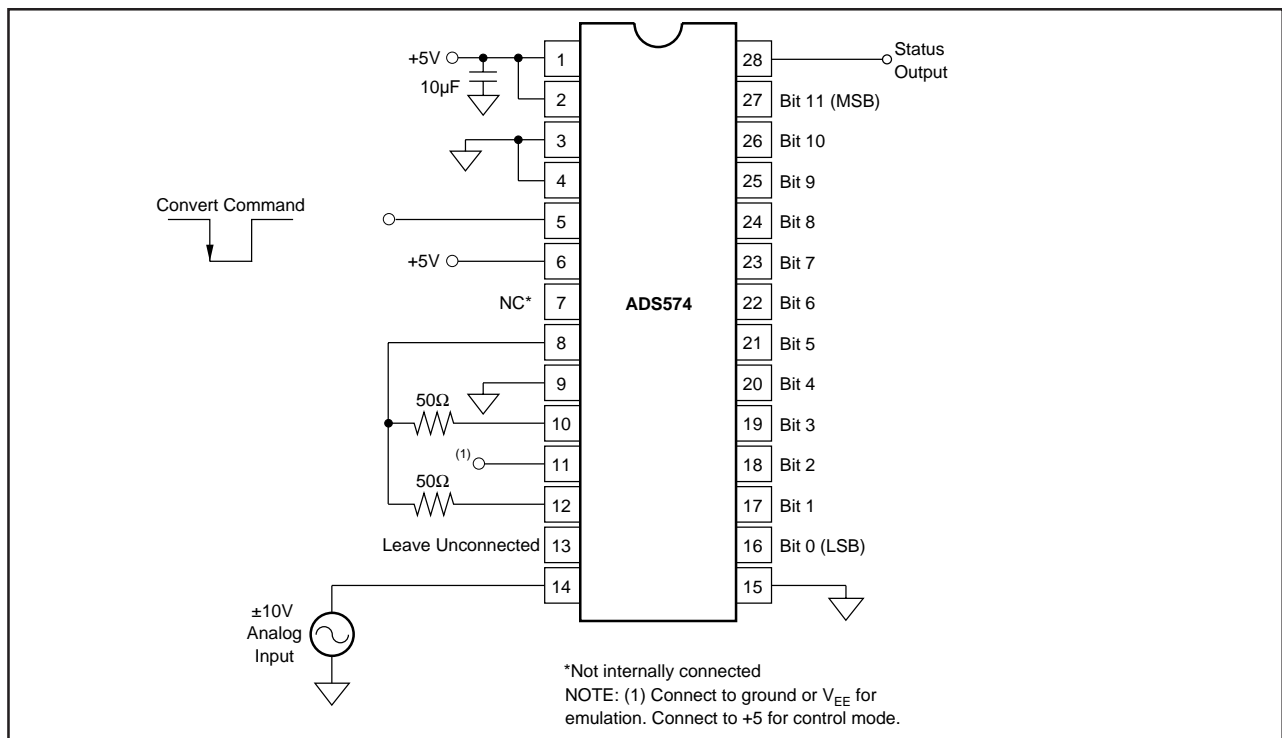 +5V
10µF
1
2
3
4
Convert Command
5
+5V
6
NC*
7
8
9
50Ω
10
(1)
11
50Ω
12
Leave Unconnected
13
14
±10V
Analog
Input
ADS574
28
Status
Output
27
Bit 11 (MSB)
26
Bit 10
25
Bit 9
24
Bit 8
23
Bit 7
22
Bit 6
21
Bit 5
20
Bit 4
19
Bit 3
18
Bit 2
17
Bit 1
16
Bit 0 (LSB)
15
*Not internally connected
NOTE: (1) Connect to ground or VEE for
emulation. Connect to +5 for control mode.